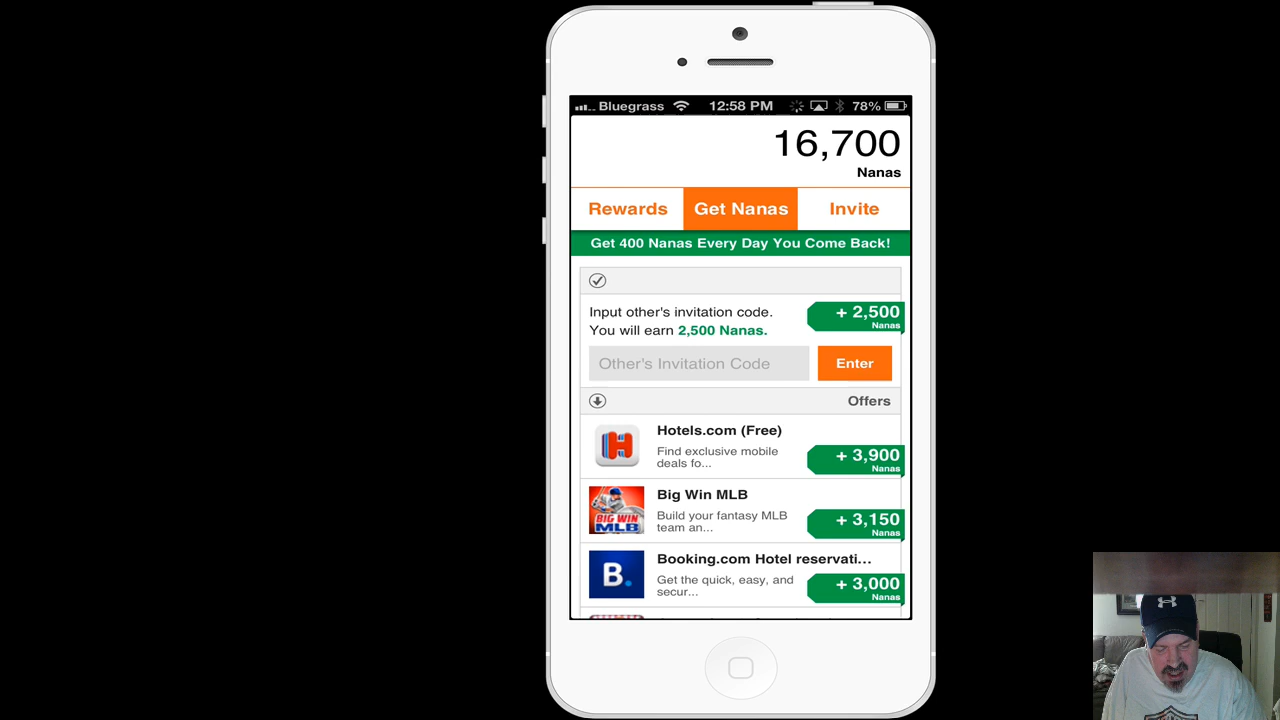 Bluegrass 12:58 PM 78%
16,700
Nanas
Rewards Get Nanas Invite
Get 400 Nanas Every Day You Come Back!
Input other's invitation code.
You will earn 2,500 Nanas.
+ 2,500
Nanas
Other's Invitation Code Enter
Offers
Hotels.com (Free)
Find exclusive mobile
deals fo...
+ 3,900
Nanas
Big Win MLB
Build your fantasy MLB
team an...
+ 3,150
Nanas
BIG WIN
MLB
Booking.com Hotel reservati...
Get the quick, easy, and
secur...
+ 3,000
Nanas
B.
H